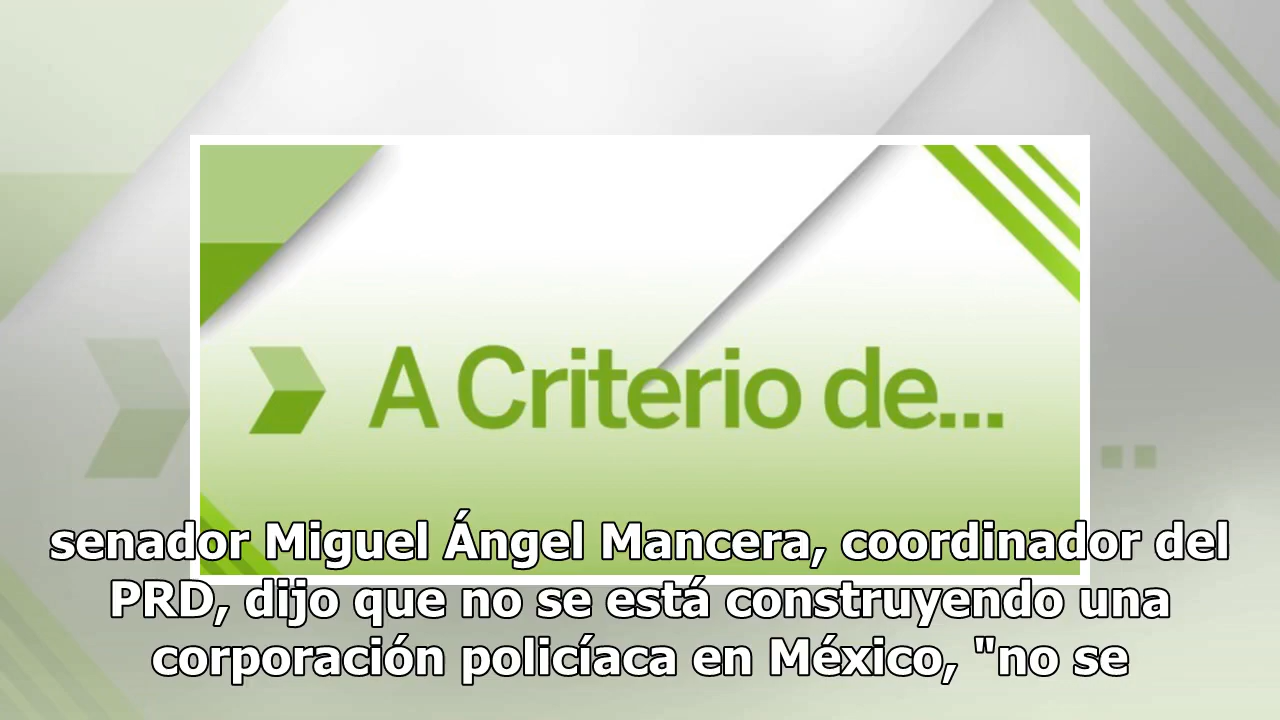 A Criterio de...
senador Miguel Ángel Mancera, coordinador del
PRD, dijo que no se está construyendo una
corporación policíaca en México, "no se